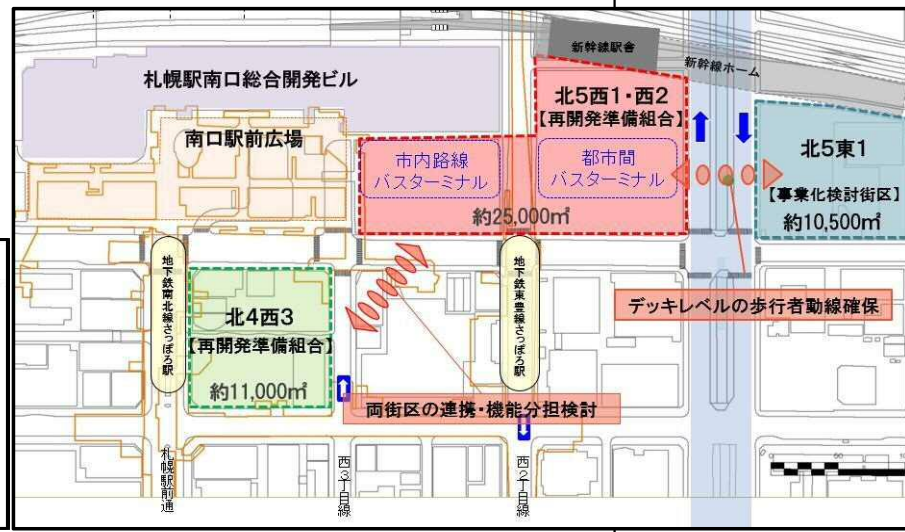 新幹線駅舎
新幹線ホーム
札幌駅南口総合開発ビル
南口駅前広場
北5西1・西2
【再開発準備組合】
市内路線
バスターミナル
都市間
バスターミナル
約25,000㎡
北5東1
【事業化検討街区】
約10,500㎡
地下鉄南北線さっぽろ駅
北4西3
【再開発準備組合】
約11,000㎡
地下鉄東豊線さっぽろ駅
デッキレベルの歩行者動線確保
両街区の連携・機能分担検討
札幌駅前通
西3丁目線
西2丁目線